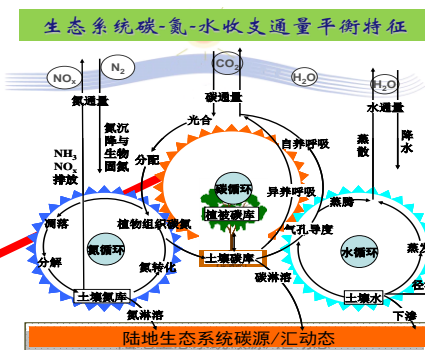 生态系统碳-氮-水收支通量平衡特征
NOx
N2
CO2
H2O
H2O
氮通量
碳通量
水通量
光合
自养呼吸
氮沉
降与
生物
固氮
NH3
NOx
排放
分配
蒸
散
降
水
碳循环
异养呼吸
蒸腾
植被碳库
凋落
植物组织碳氮
气孔导度
氮循环
水循环
土壤碳库
分解
氮转化
碳淋溶
土壤氮库
土壤水
氮淋溶
下渗
陆地生态系统碳源/汇动态